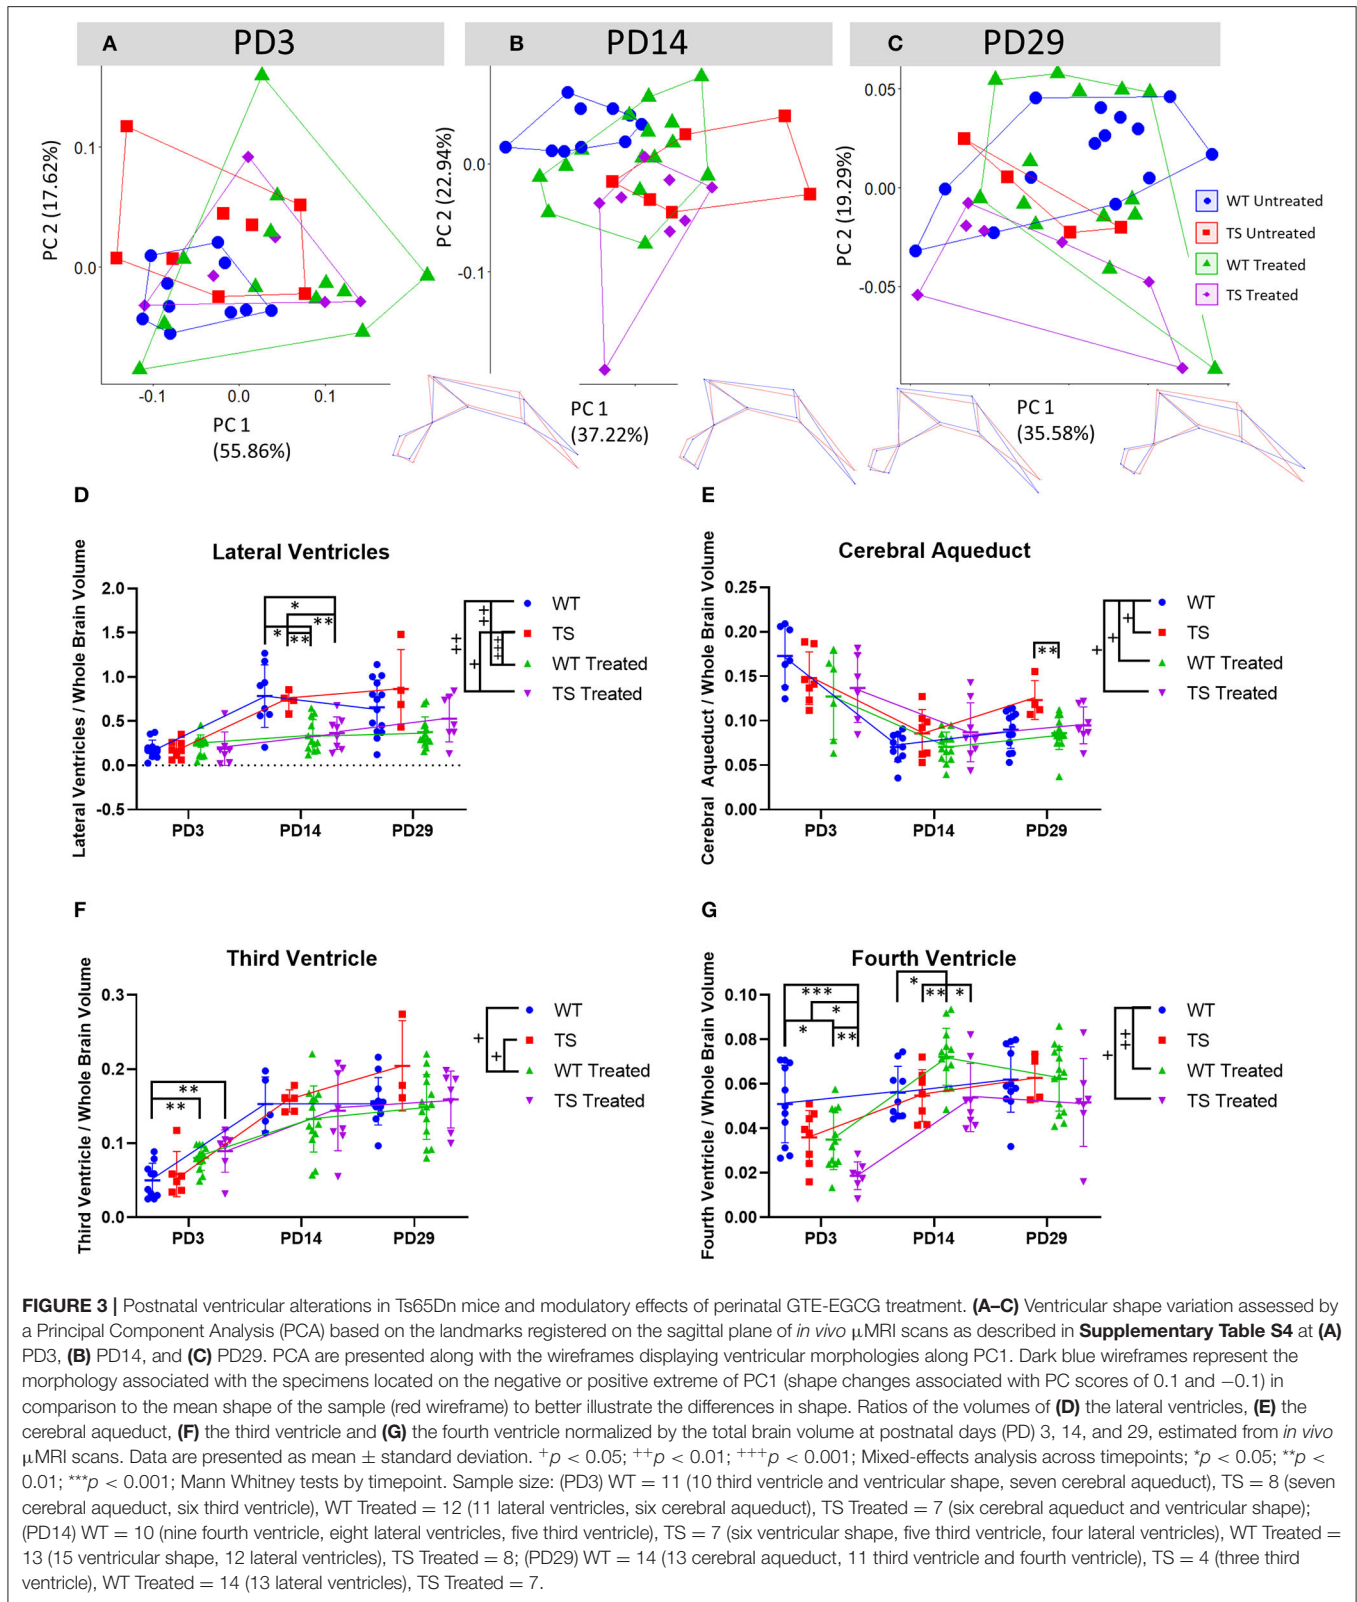 A PD3
B PD14
C PD29
PC 2 (17.62%)
0.1
0.0
-0.1 0.0 0.1
PC 1
(55.86%)
PC 2 (22.94%)
0.0
-0.1
PC 1
(37.22%)
PC 2 (19.29%)
0.05
0.00
-0.05
PC 1
(35.58%)
WT Untreated
TS Untreated
WT Treated
TS Treated
D
Lateral Ventricles
Lateral Ventricles / Whole Brain Volume
2.0
1.5
1.0
0.5
0.0
-0.5
PD3 PD14 PD29
*
**
* **
++
++
+
+++
WT
TS
WT Treated
TS Treated
E
Cerebral Aqueduct
Cerebral Aqueduct / Whole Brain Volume
0.25
0.20
0.15
0.10
0.05
0.00
PD3 PD14 PD29
**
+
+
+
WT
TS
WT Treated
TS Treated
F
Third Ventricle
Third Ventricle / Whole Brain Volume
0.3
0.2
0.1
0.0
PD3 PD14 PD29
**
**
+
+
WT
TS
WT Treated
TS Treated
G
Fourth Ventricle
Fourth Ventricle / Whole Brain Volume
0.10
0.08
0.06
0.04
0.02
0.00
PD3 PD14 PD29
***
*
*
**
*
** *
+
++
WT
TS
WT Treated
TS Treated
FIGURE 3 | Postnatal ventricular alterations in Ts65Dn mice and modulatory effects of perinatal GTE-EGCG treatment. (A–C) Ventricular shape variation assessed by
a Principal Component Analysis (PCA) based on the landmarks registered on the sagittal plane of in vivo μMRI scans as described in Supplementary Table S4 at (A)
PD3, (B) PD14, and (C) PD29. PCA are presented along with the wireframes displaying ventricular morphologies along PC1. Dark blue wireframes represent the
morphology associated with the specimens located on the negative or positive extreme of PC1 (shape changes associated with PC scores of 0.1 and −0.1) in
comparison to the mean shape of the sample (red wireframe) to better illustrate the differences in shape. Ratios of the volumes of (D) the lateral ventricles, (E) the
cerebral aqueduct, (F) the third ventricle and (G) the fourth ventricle normalized by the total brain volume at postnatal days (PD) 3, 14, and 29, estimated from in vivo
μMRI scans. Data are presented as mean ± standard deviation. +p < 0.05; ++p < 0.01; +++p < 0.001; Mixed-effects analysis across timepoints; *p < 0.05; **p <
0.01; ***p < 0.001; Mann Whitney tests by timepoint. Sample size: (PD3) WT = 11 (10 third ventricle and ventricular shape, seven cerebral aqueduct), TS = 8 (seven
cerebral aqueduct, six third ventricle), WT Treated = 12 (11 lateral ventricles, six cerebral aqueduct), TS Treated = 7 (six cerebral aqueduct and ventricular shape);
(PD14) WT = 10 (nine fourth ventricle, eight lateral ventricles, five third ventricle), TS = 7 (six ventricular shape, five third ventricle, four lateral ventricles), WT Treated =
13 (15 ventricular shape, 12 lateral ventricles), TS Treated = 8; (PD29) WT = 14 (13 cerebral aqueduct, 11 third ventricle and fourth ventricle), TS = 4 (three third
ventricle), WT Treated = 14 (13 lateral ventricles), TS Treated = 7.